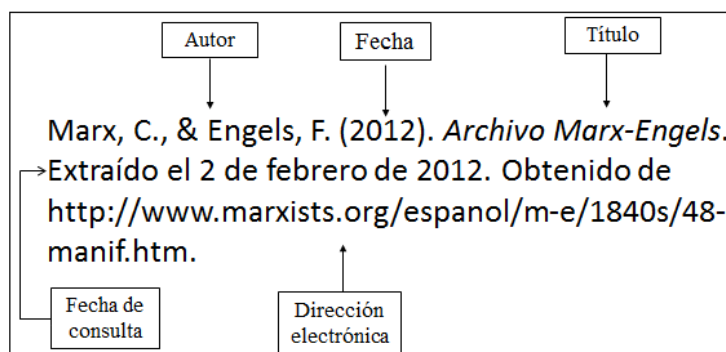 Autor
Fecha
Título
Marx, C., & Engels, F. (2012). Archivo Marx-Engels.
Extraído el 2 de febrero de 2012. Obtenido de
http://www.marxists.org/espanol/m-e/1840s/48-
manif.htm.
Fecha de
consulta
Dirección
electrónica